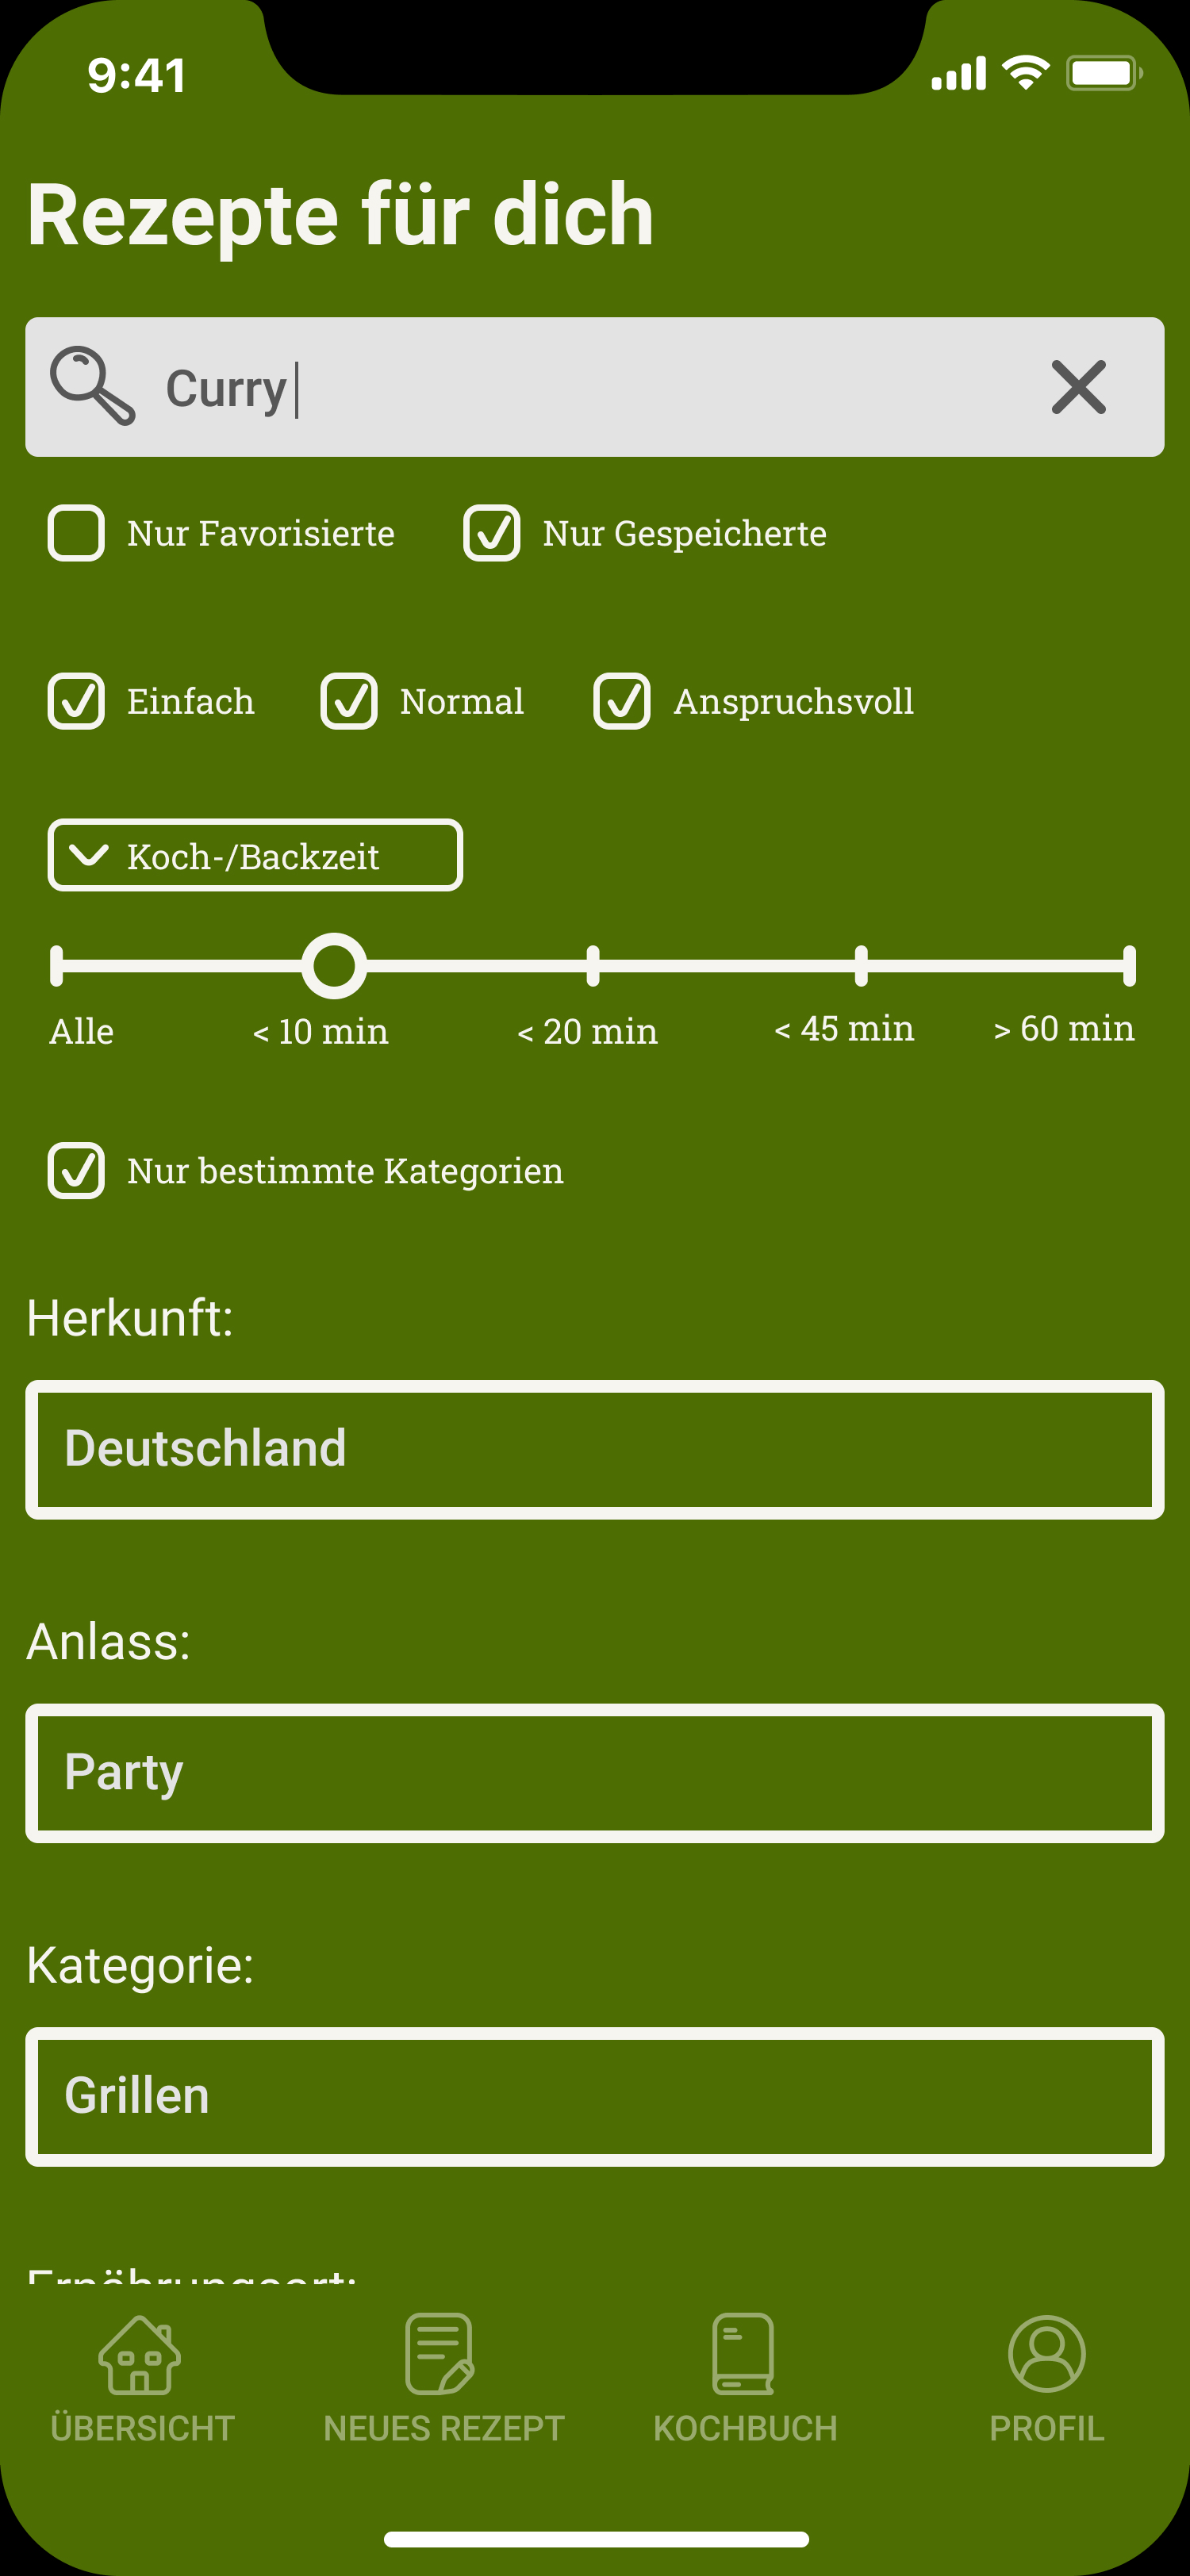 9:41
Rezepte für dich
Curry
Nur Favorisierte Nur Gespeicherte
Einfach Normal Anspruchsvoll
Koch-/Backzeit
Alle < 10 min < 20 min < 45 min > 60 min
Nur bestimmte Kategorien
Herkunft:
Deutschland
Anlass:
Party
Kategorie:
Grillen
Ernährungsart:
ÜBERSICHT NEUES REZEPT KOCHBUCH PROFIL